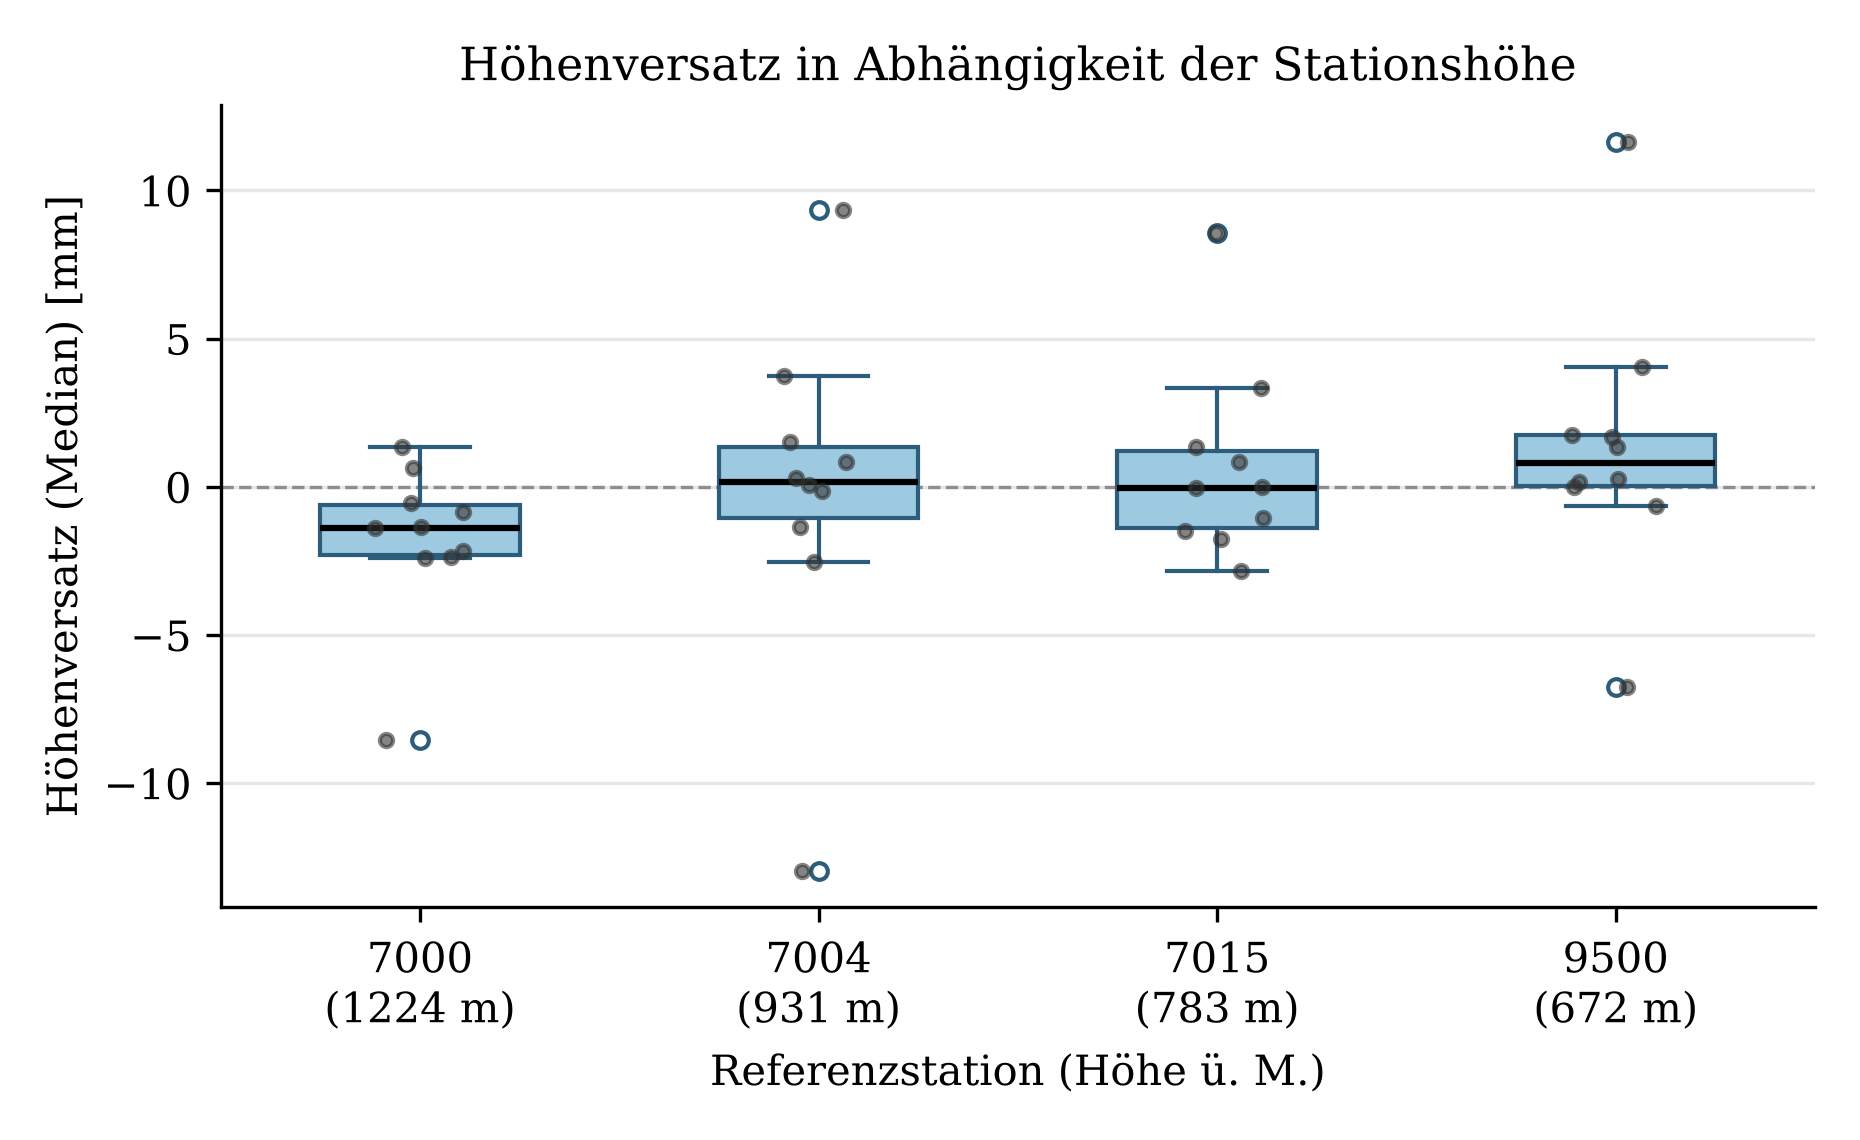 Höhenversatz in Abhängigkeit der Stationshöhe
Höhenversatz (Median) [mm]
10
5
0
−5
−10
7000
(1224 m)
7004
(931 m)
7015
(783 m)
9500
(672 m)
Referenzstation (Höhe ü. M.)